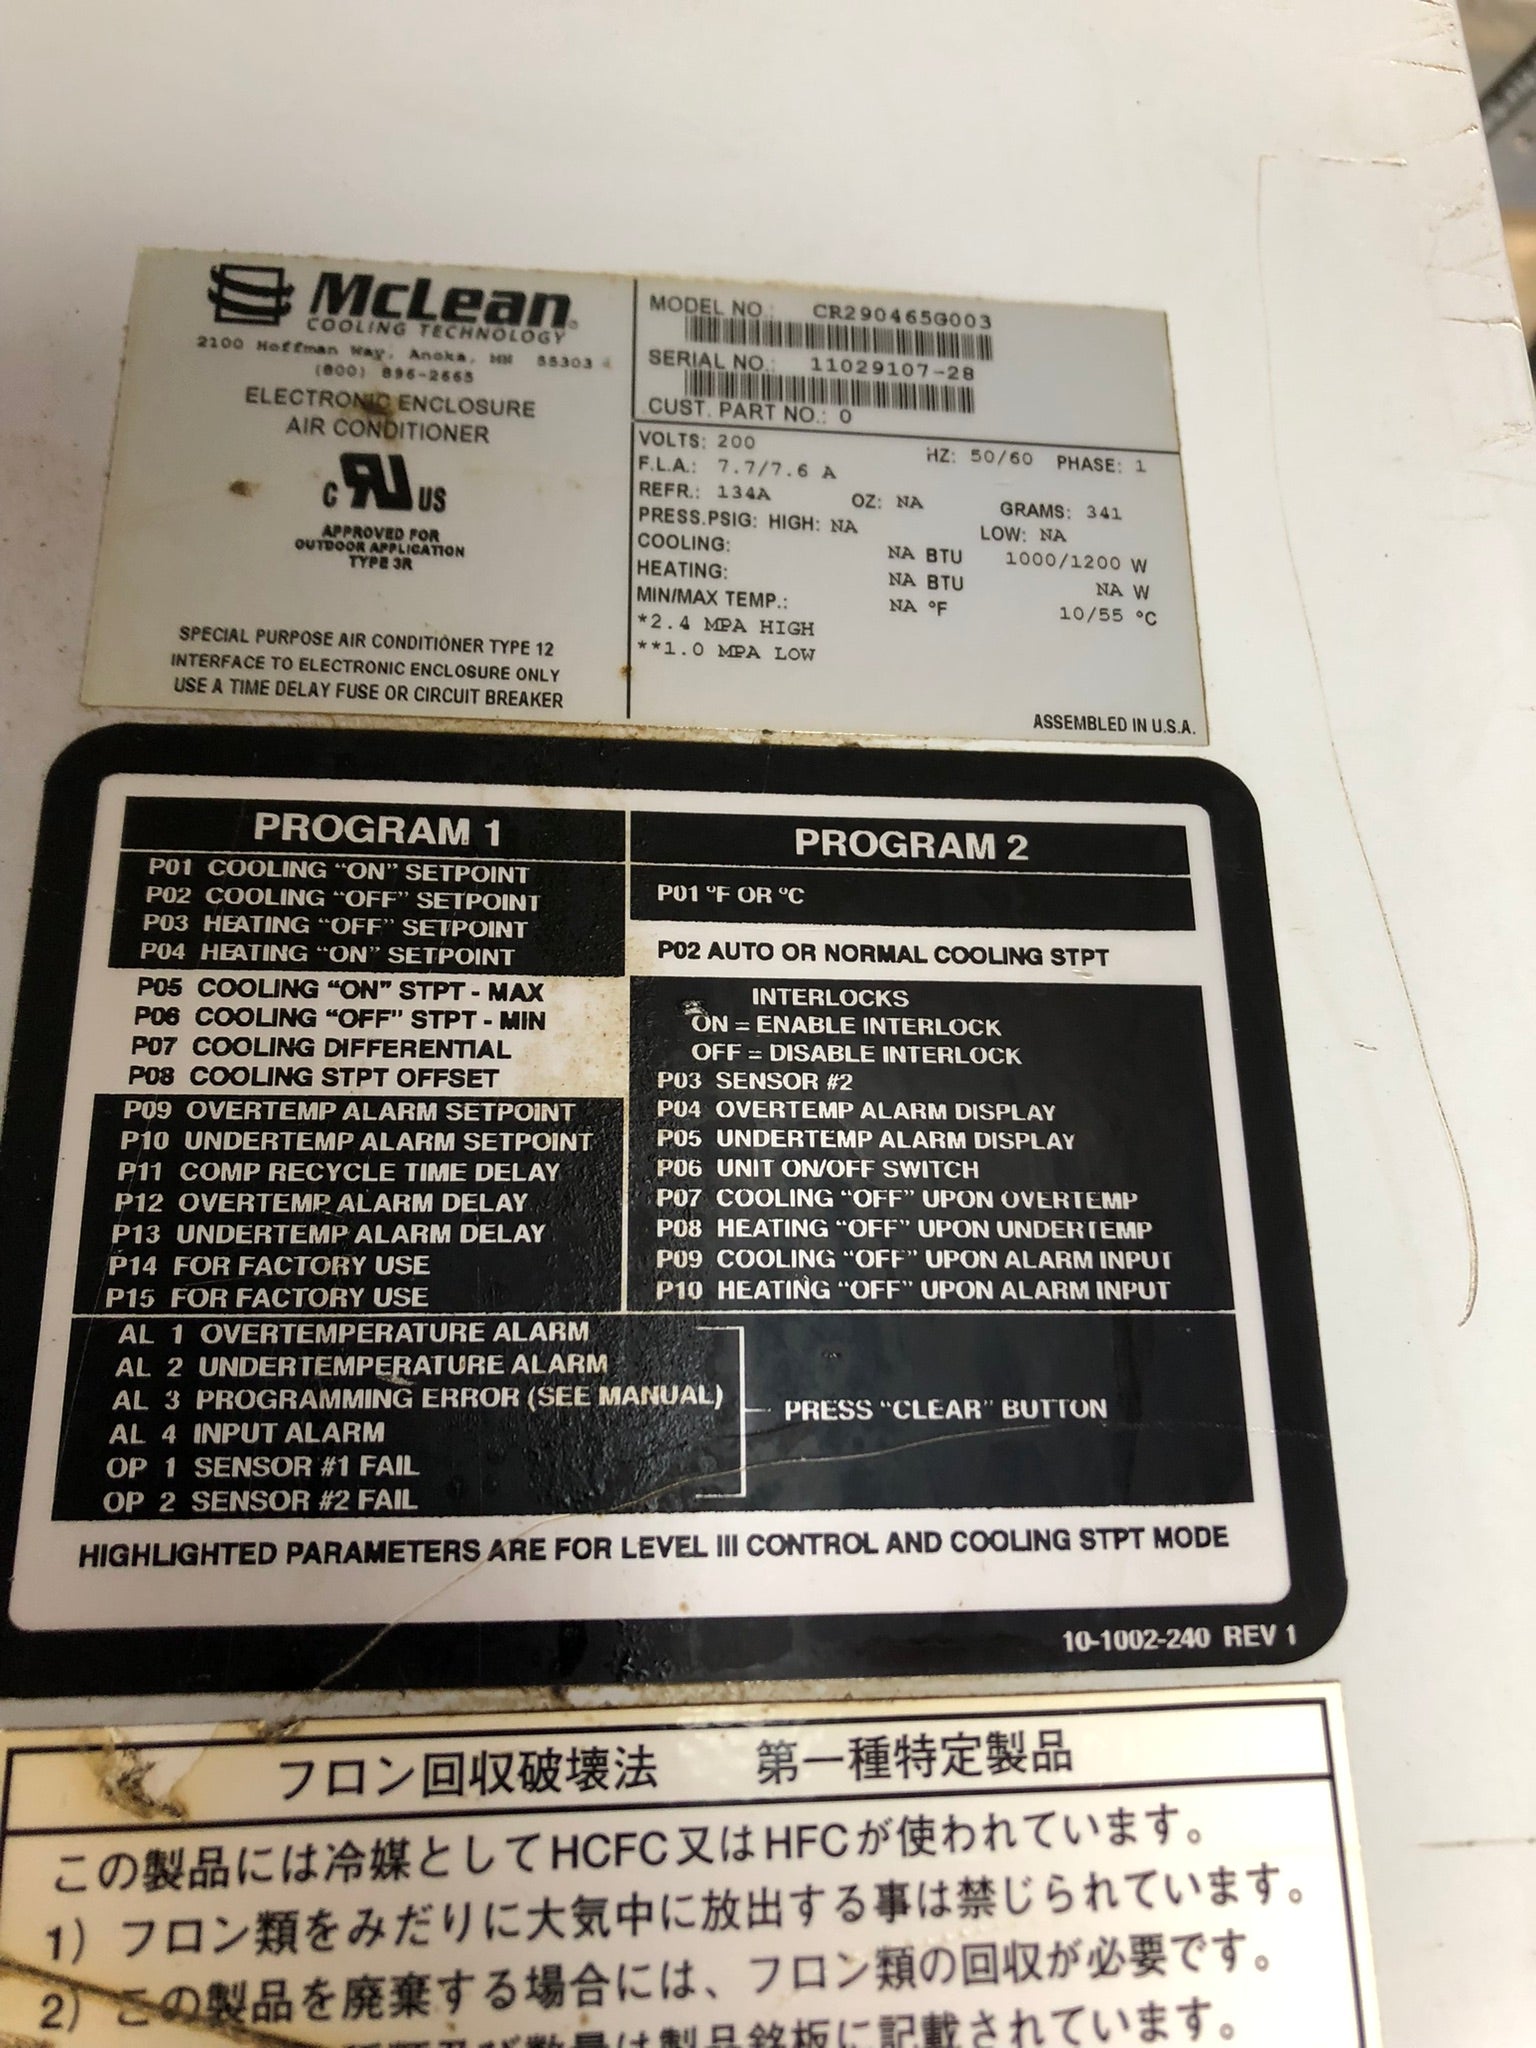 McLean
COOLING TECHNOLOGY®
2100 Hoffman Way, Anoka, MN 55303
(800) 896-2665
ELECTRONIC ENCLOSURE
AIR CONDITIONER
C RU US
APPROVED FOR
OUTDOOR APPLICATION
TYPE 3R
SPECIAL PURPOSE AIR CONDITIONER TYPE 12
INTERFACE TO ELECTRONIC ENCLOSURE ONLY
USE A TIME DELAY FUSE OR CIRCUIT BREAKER
MODEL NO.: CR290465G003
SERIAL NO.: 11029107-28
CUST. PART NO.: 0
VOLTS: 200 HZ: 50/60 PHASE: 1
F.L.A.: 7.7/7.6 A
REFR.: 134A OZ: NA GRAMS: 341
PRESS.PSIG: HIGH: NA LOW: NA
COOLING: NA BTU 1000/1200 W
HEATING: NA BTU NA W
MIN/MAX TEMP.: NA °F 10/55 °C
*2.4 MPA HIGH
**1.0 MPA LOW
ASSEMBLED IN U.S.A.
PROGRAM 1
P01 COOLING "ON" SETPOINT
P02 COOLING "OFF" SETPOINT
P03 HEATING "OFF" SETPOINT
P04 HEATING "ON" SETPOINT
P05 COOLING "ON" STPT - MAX
P06 COOLING "OFF" STPT - MIN
P07 COOLING DIFFERENTIAL
P08 COOLING STPT OFFSET
P09 OVERTEMP ALARM SETPOINT
P10 UNDERTEMP ALARM SETPOINT
P11 COMP RECYCLE TIME DELAY
P12 OVERTEMP ALARM DELAY
P13 UNDERTEMP ALARM DELAY
P14 FOR FACTORY USE
P15 FOR FACTORY USE
PROGRAM 2
P01 °F OR °C
P02 AUTO OR NORMAL COOLING STPT
INTERLOCKS
ON = ENABLE INTERLOCK
OFF = DISABLE INTERLOCK
P03 SENSOR #2
P04 OVERTEMP ALARM DISPLAY
P05 UNDERTEMP ALARM DISPLAY
P06 UNIT ON/OFF SWITCH
P07 COOLING "OFF" UPON OVERTEMP
P08 HEATING "OFF" UPON UNDERTEMP
P09 COOLING "OFF" UPON ALARM INPUT
P10 HEATING "OFF" UPON ALARM INPUT
AL 1 OVERTEMPERATURE ALARM
AL 2 UNDERTEMPERATURE ALARM
AL 3 PROGRAMMING ERROR (SEE MANUAL)
AL 4 INPUT ALARM
OP 1 SENSOR #1 FAIL
OP 2 SENSOR #2 FAIL
PRESS "CLEAR" BUTTON
HIGHLIGHTED PARAMETERS ARE FOR LEVEL III CONTROL AND COOLING STPT MODE
10-1002-240 REV 1
フロン回収破壊法 第一種特定製品
この製品には冷媒としてHCFC又はHFCが使われています。
1) フロン類をみだりに大気中に放出する事は禁じられています。
2) この製品を廃棄する場合には、フロン類の回収が必要です。
及び数量は製品銘板に記載されています。